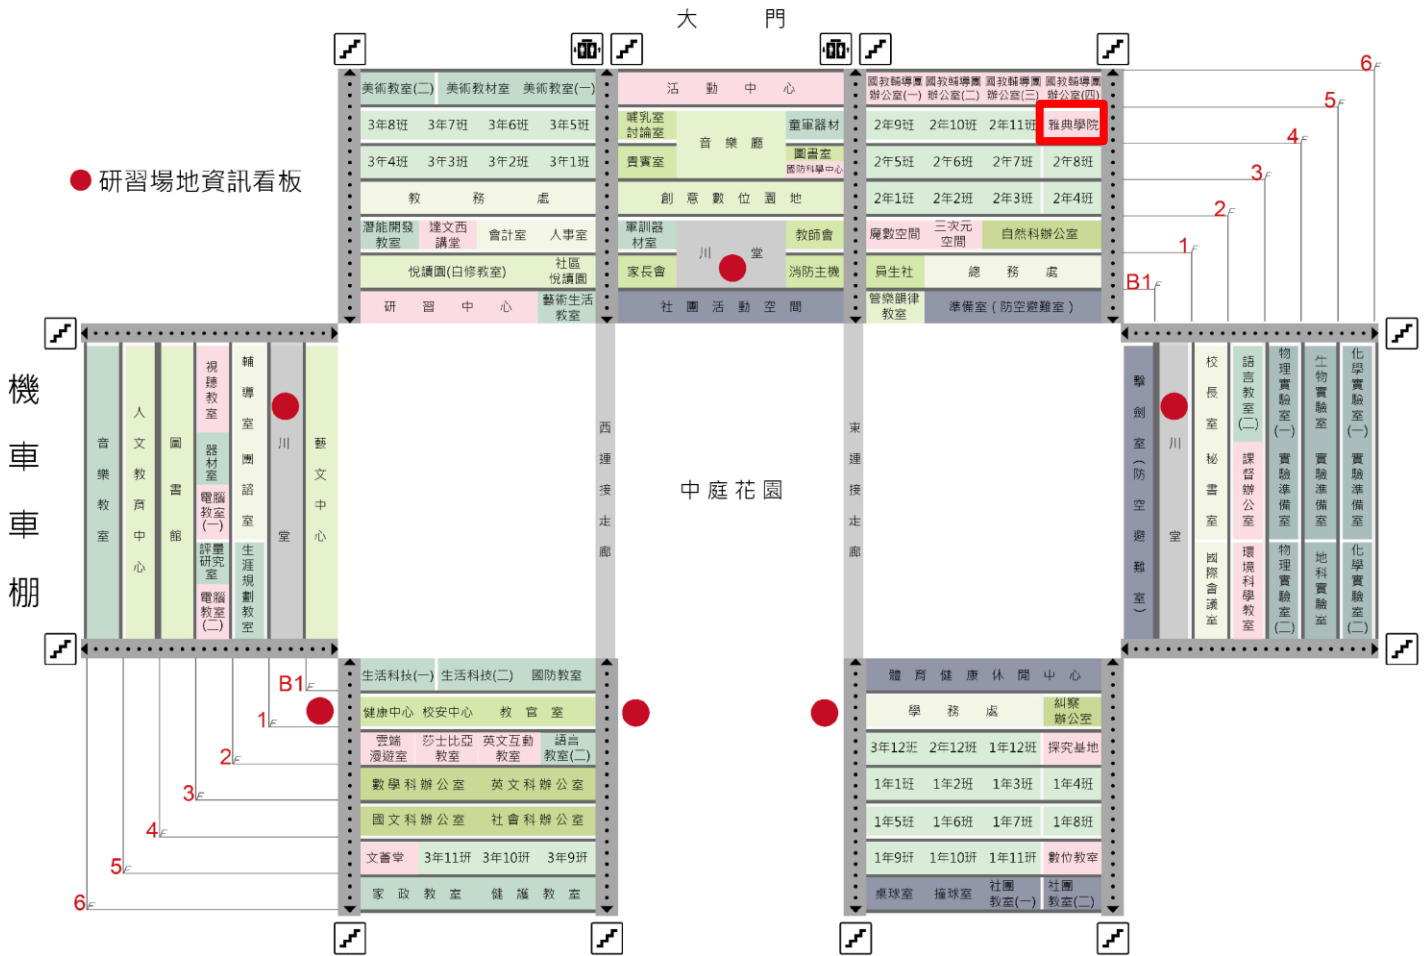 大 門
研習場地資訊看板
美術教室(二) 美術教材室 美術教室(一)
3年8班 3年7班 3年6班 3年5班
3年4班 3年3班 3年2班 3年1班
教 務 處
潛能開發教室 達文西講堂 會計室 人事室
悅讀園(自修教室) 社區悅讀園
研 習 中 心 藝術生活教室
活 動 中 心
哺乳室 討論室 音 樂 廳 童軍器材
貴賓室 圖書室 國防科學中心
創 意 數 位 園 地
軍訓器材室 川 堂 教師會
家長會 消防主機
社 團 活 動 空 間
國教輔導團辦公室(一) 國教輔導團辦公室(二) 國教輔導團辦公室(三) 國教輔導團辦公室(四)
2年9班 2年10班 2年11班 雅典學院
2年5班 2年6班 2年7班 2年8班
2年1班 2年2班 2年3班 2年4班
魔數空間 三次元空間 自然科辦公室
員生社 總 務 處
管樂韻律教室 準備室(防空避難室)
6F
5F
4F
3F
2F
1F
B1F
機車車棚
音樂教室
人文教育中心
圖書館
視聽教室 器材室 電腦教室(一) 評量研究室 電腦教室(二)
輔導室 團諮室 生涯規劃教室
川堂
藝文中心
西連接走廊
中庭花園
東連接走廊
擊劍室(防空避難室)
川堂
校長室 秘書室 國際會議室
語言教室(二) 課督辦公室 環境科學教室
物理實驗室(一) 實驗準備室 物理實驗室(二)
生物實驗室 實驗準備室 地科實驗室
化學實驗室(一) 實驗準備室 化學實驗室(二)
B1F
1F
2F
3F
4F
5F
6F
生活科技(一) 生活科技(二) 國防教室
健康中心 校安中心 教 官 室
雲端漫遊室 莎士比亞教室 英文互動教室 語言教室(二)
數學科辦公室 英文科辦公室
國文科辦公室 社會科辦公室
文薈堂 3年11班 3年10班 3年9班
家 政 教 室 健 護 教 室
體 育 健 康 休 閒 中 心
學 務 處 糾察辦公室
3年12班 2年12班 1年12班 探究基地
1年1班 1年2班 1年3班 1年4班
1年5班 1年6班 1年7班 1年8班
1年9班 1年10班 1年11班 數位教室
桌球室 撞球室 社團教室(一) 社團教室(二)